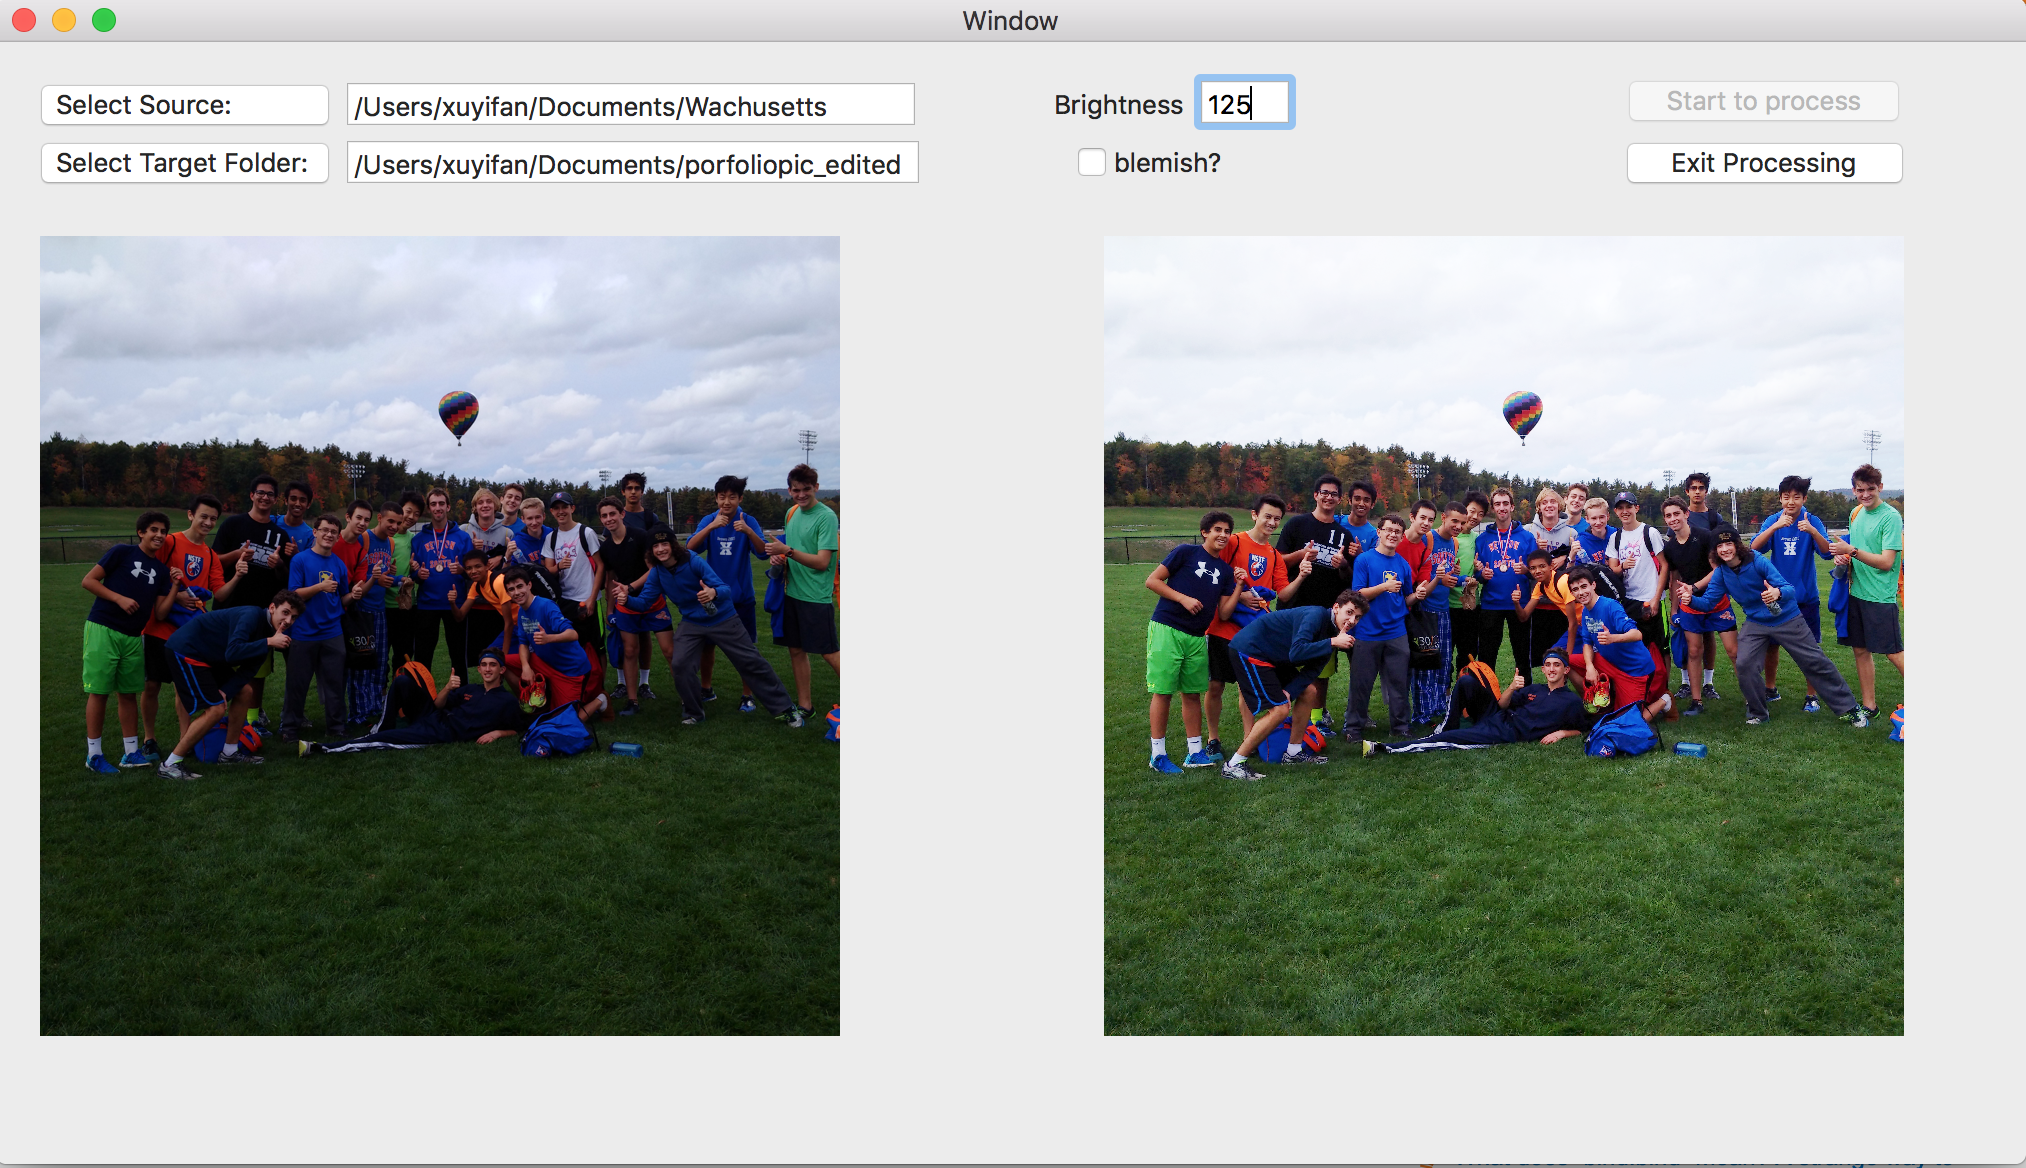 Window
Select Source: /Users/xuyifan/Documents/Wachusetts Brightness 125 Start to process
Select Target Folder: /Users/xuyifan/Documents/porfoliopic_edited blemish? Exit Processing